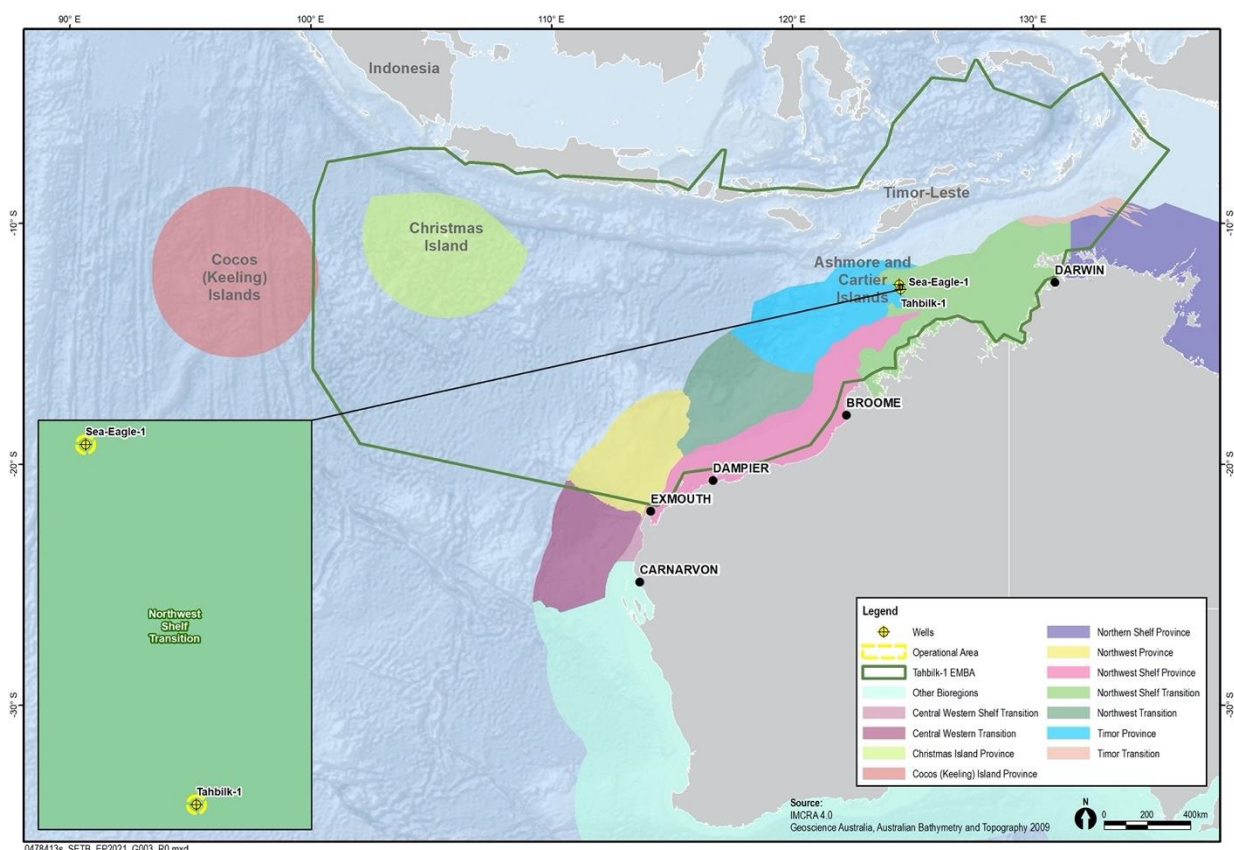 90° E
100° E
110° E
120° E
130° E
Indonesia
Timor-Leste
-10° S
-10° S
Christmas
Island
Cocos
(Keeling)
Islands
Ashmore and
Cartier
Islands
Sea-Eagle-1
Tahbilk-1
DARWIN
BROOME
-20° S
-20° S
DAMPIER
EXMOUTH
CARNARVON
Sea-Eagle-1
Northwest
Shelf
Transition
Tahbilk-1
-30° S
-30° S
Legend
Wells
Operational Area
Tahbilk-1 EMBA
Other Bioregions
Central Western Shelf Transition
Central Western Transition
Christmas Island Province
Cocos (Keeling) Island Province
Northern Shelf Province
Northwest Province
Northwest Shelf Province
Northwest Shelf Transition
Northwest Transition
Timor Province
Timor Transition
Source:
IMCRA 4.0
Geoscience Australia, Australian Bathymetry and Topography 2009
N
0 200 400km
0478413s_SETB_EP2021_G003_R0.mxd